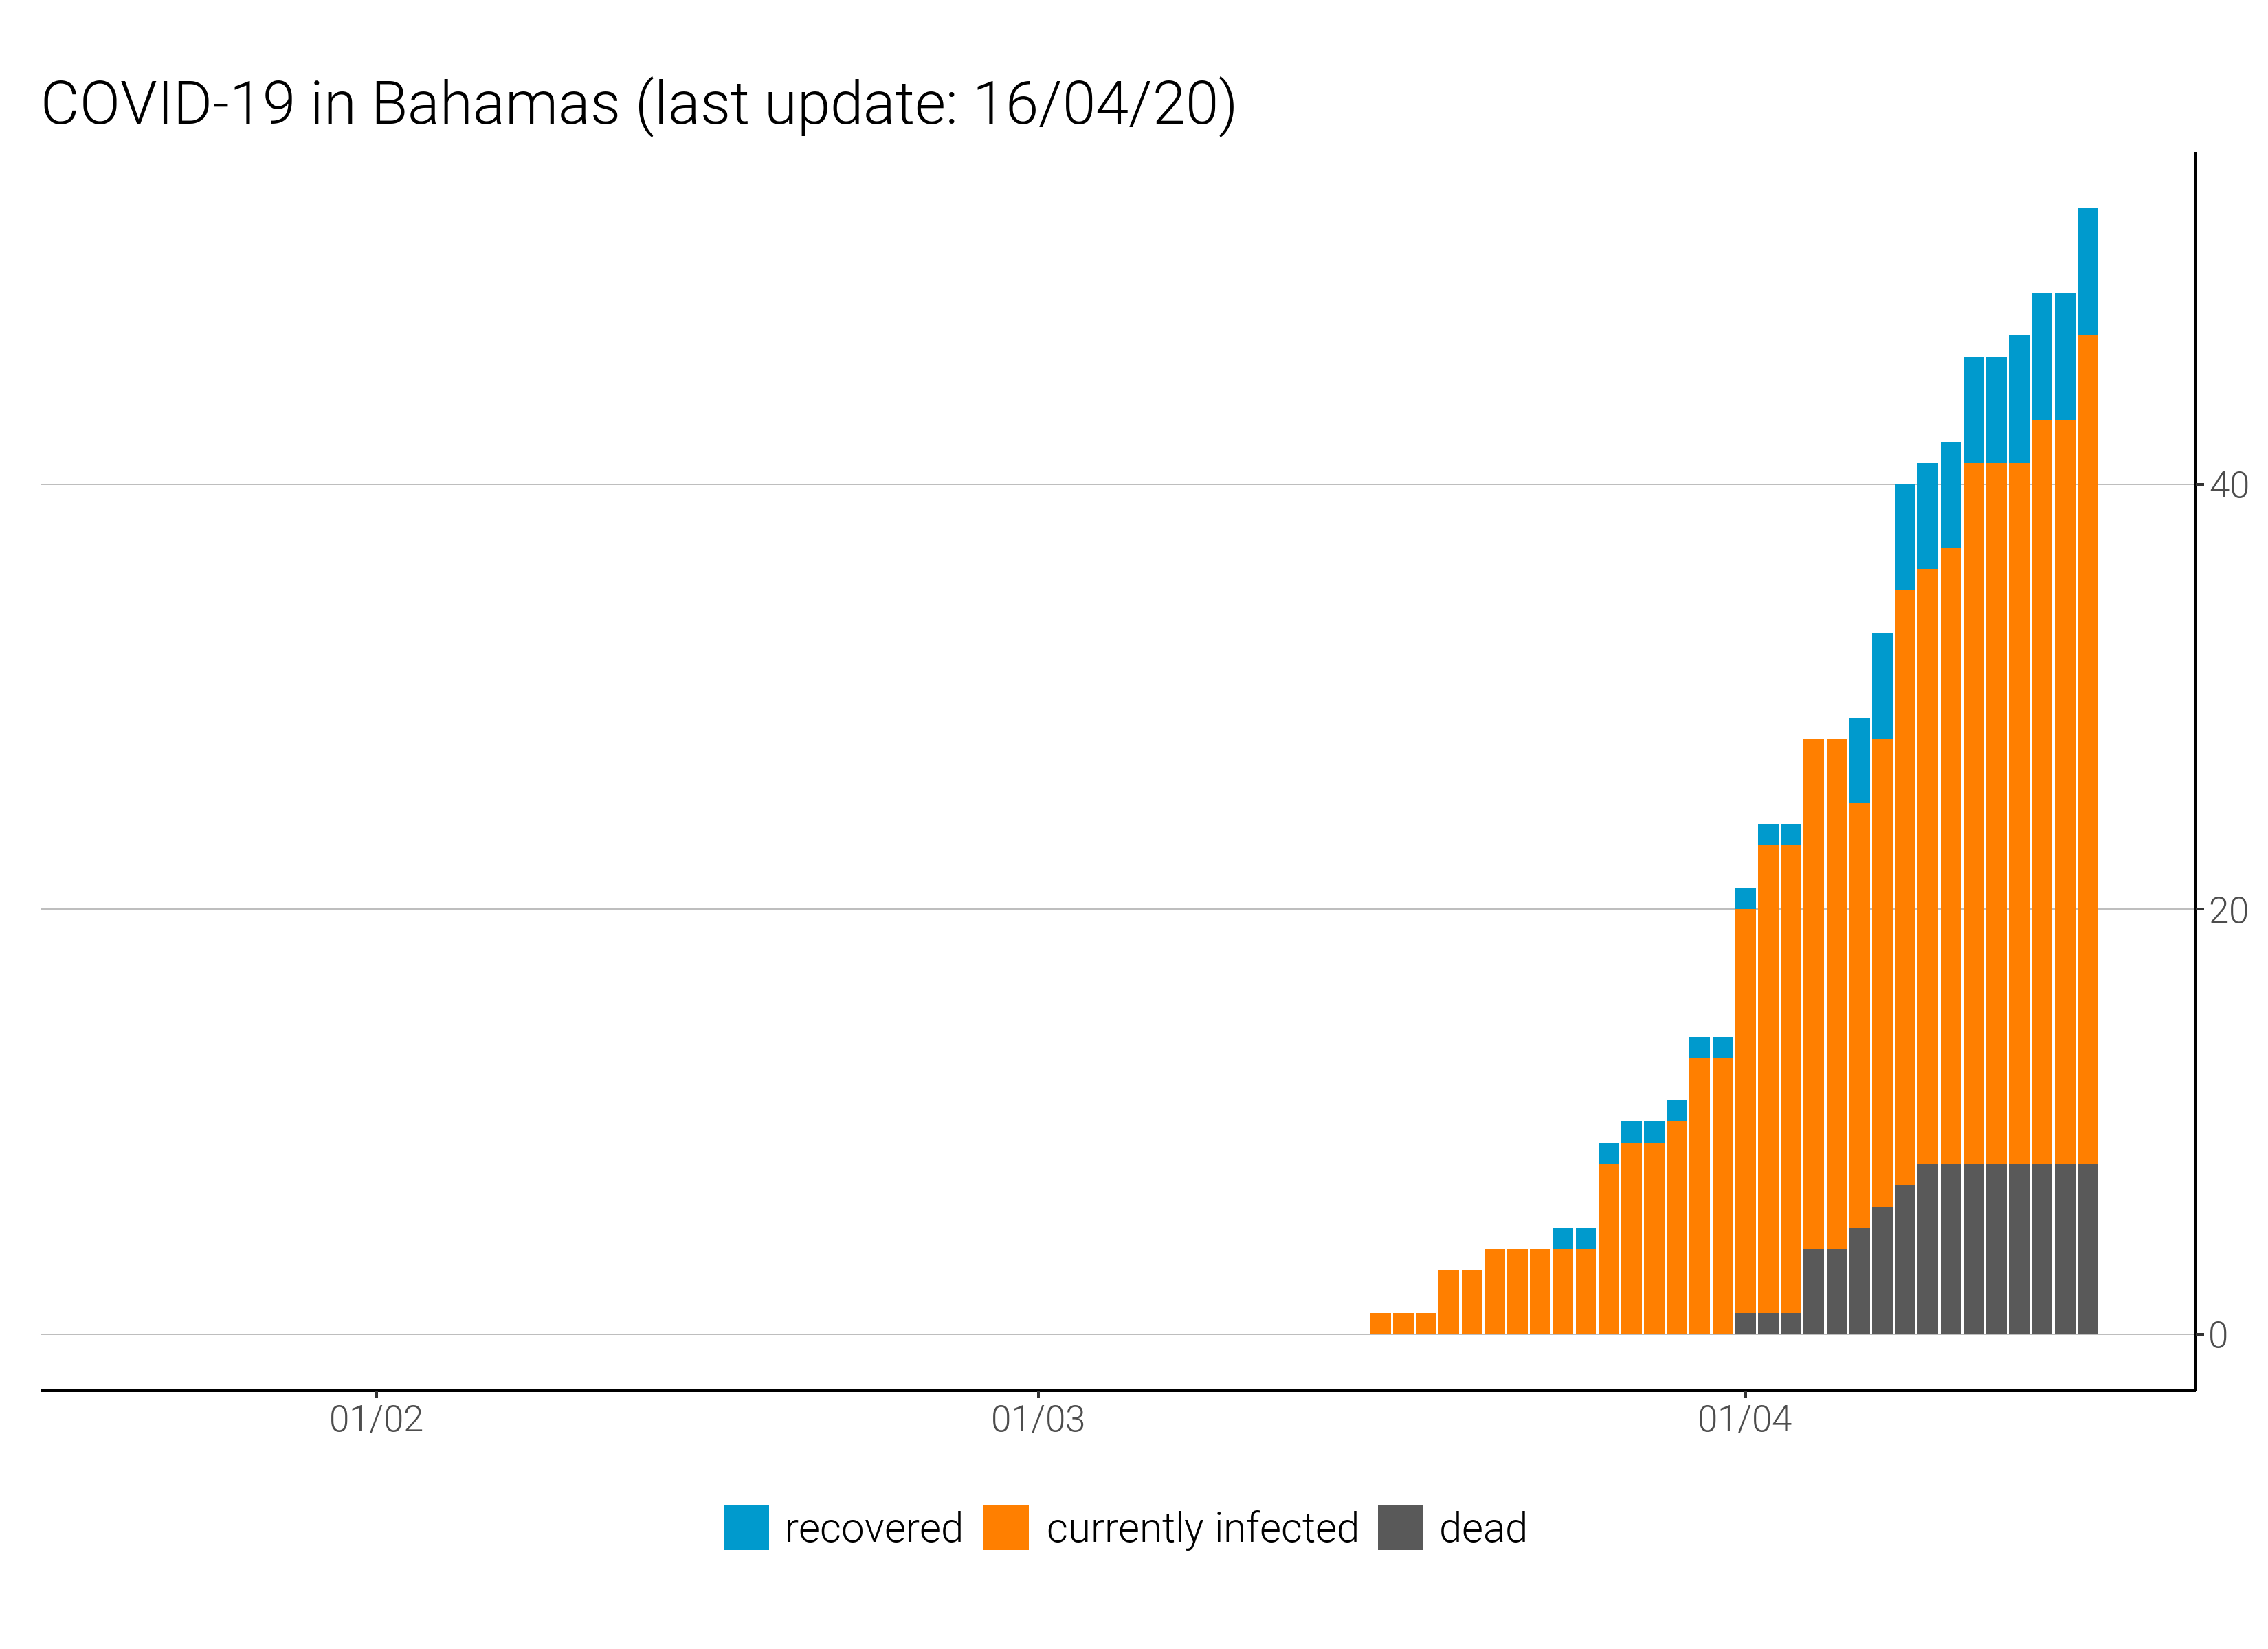 COVID-19 in Bahamas (last update: 16/04/20)
40
20
0
01/02 01/03 01/04
recovered currently infected dead